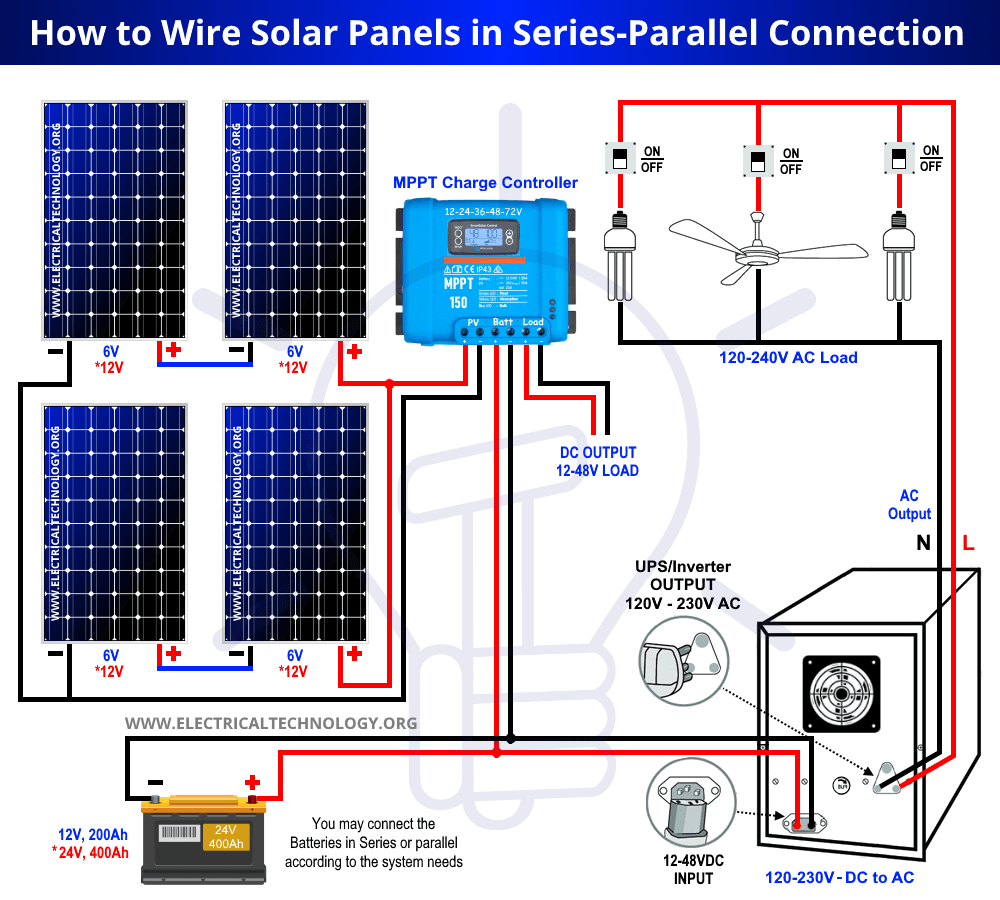 How to Wire Solar Panels in Series-Parallel Connection
WWW.ELECTRICALTECHNOLOGY.ORG
WWW.ELECTRICALTECHNOLOGY.ORG
6V
*12V
6V
*12V
WWW.ELECTRICALTECHNOLOGY.ORG
WWW.ELECTRICALTECHNOLOGY.ORG
6V
*12V
6V
*12V
MPPT Charge Controller
12-24-36-48-72V
IP43
MPPT
150
PV Batt Load
DC OUTPUT
12-48V LOAD
ON
OFF
ON
OFF
ON
OFF
120-240V AC Load
AC
Output
N L
UPS/Inverter
OUTPUT
120V - 230V AC
WWW.ELECTRICALTECHNOLOGY.ORG
12V, 200Ah
*24V, 400Ah
24V
400Ah
You may connect the
Batteries in Series or parallel
according to the system needs
12-48VDC
INPUT
120-230V - DC to AC